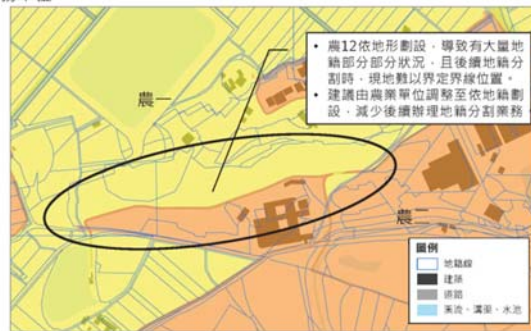 • 農12依地形劃設，導致有大量地
籍部分部分狀況，且後續地籍分
割時，現地難以界定界線位置。
• 建議由農業單位調整至依地籍劃
設，減少後續辦理地籍分割業務
農一
農二
圖例
地籍線
建築
道路
溪流、溝渠、水池